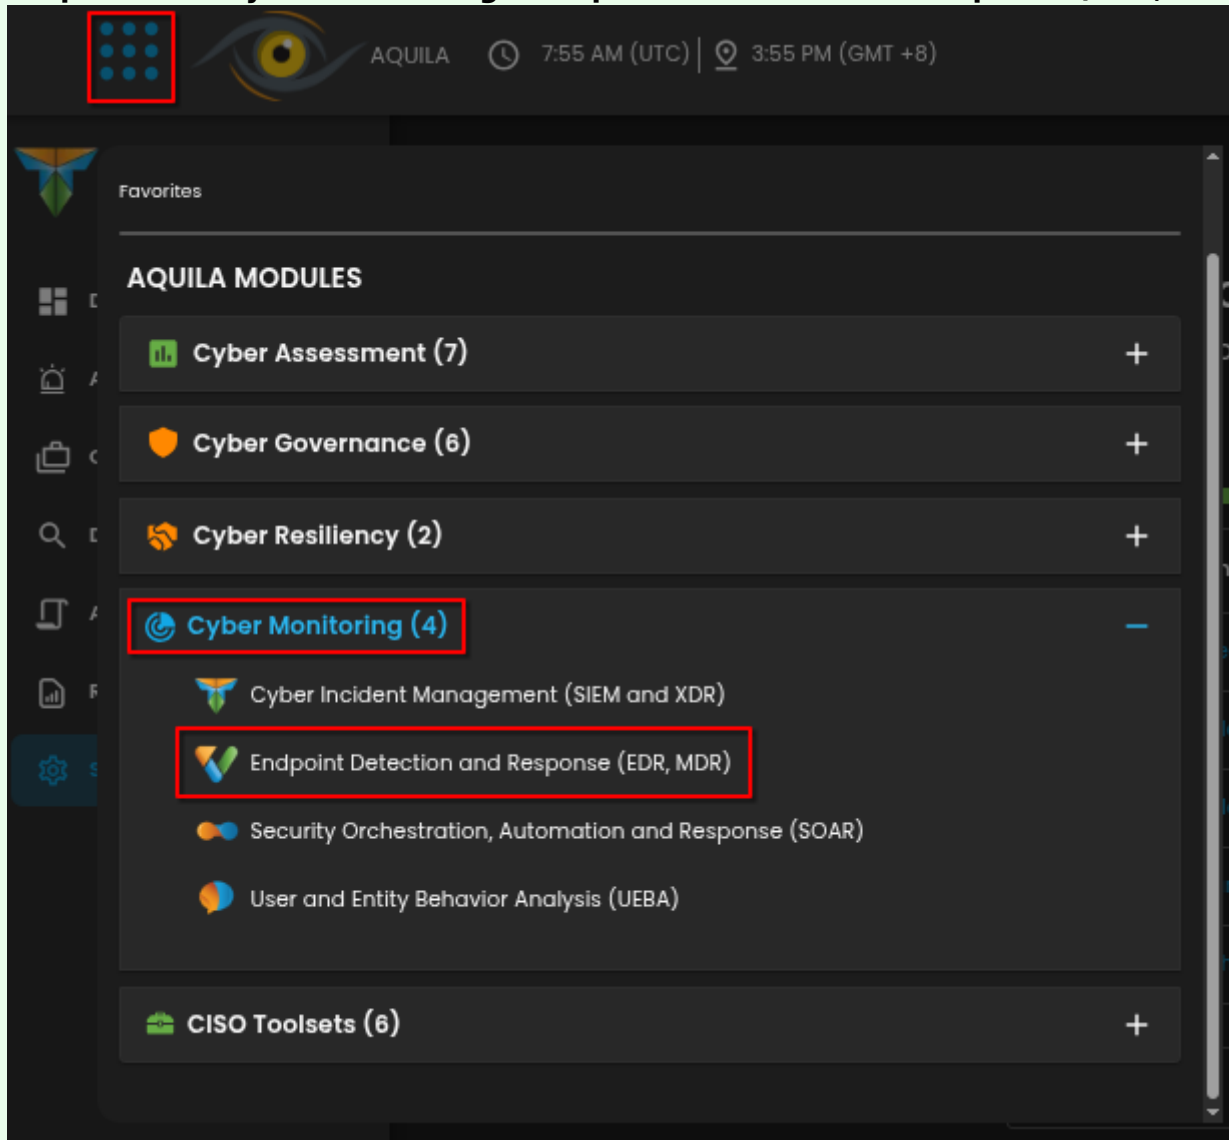 AQUILA 7:55 AM (UTC) | 3:55 PM (GMT +8)
Favorites
AQUILA MODULES
Cyber Assessment (7)
Cyber Governance (6)
Cyber Resiliency (2)
Cyber Monitoring (4)
Cyber Incident Management (SIEM and XDR)
Endpoint Detection and Response (EDR, MDR)
Security Orchestration, Automation and Response (SOAR)
User and Entity Behavior Analysis (UEBA)
CISO Toolsets (6)